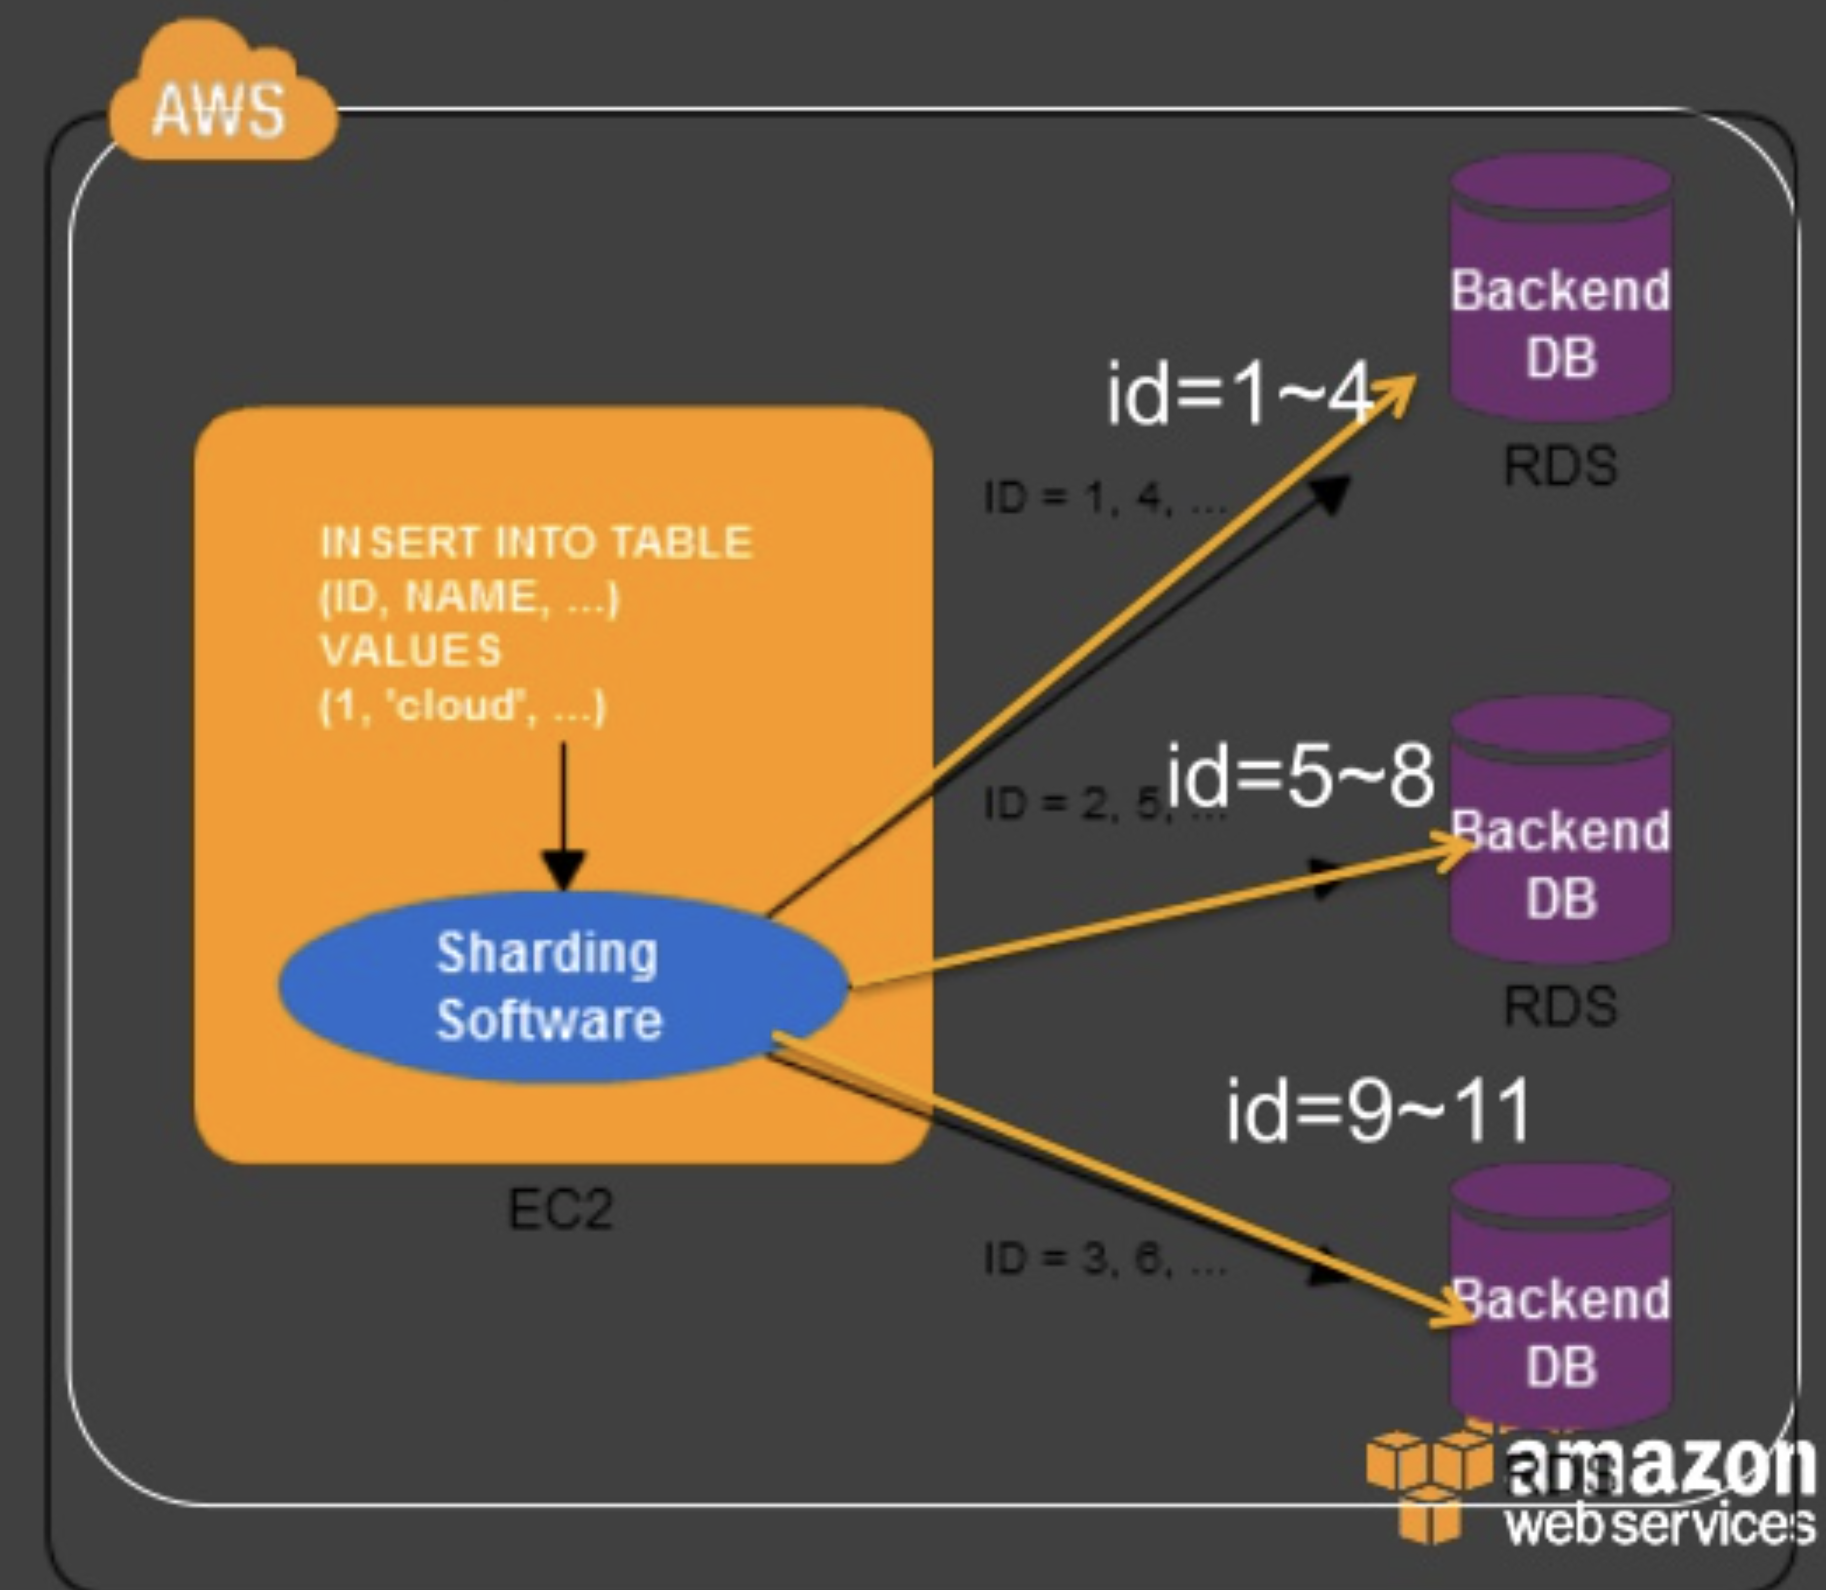 AWS
Backend
DB
RDS
id=1~4
ID = 1, 4, ...
INSERT INTO TABLE
(ID, NAME, ...)
VALUES
(1, 'cloud', ...)
Sharding
Software
EC2
id=5~8
ID = 2, 5, ...
Backend
DB
RDS
id=9~11
ID = 3, 6, ...
Backend
DB
RDS
amazon
web services